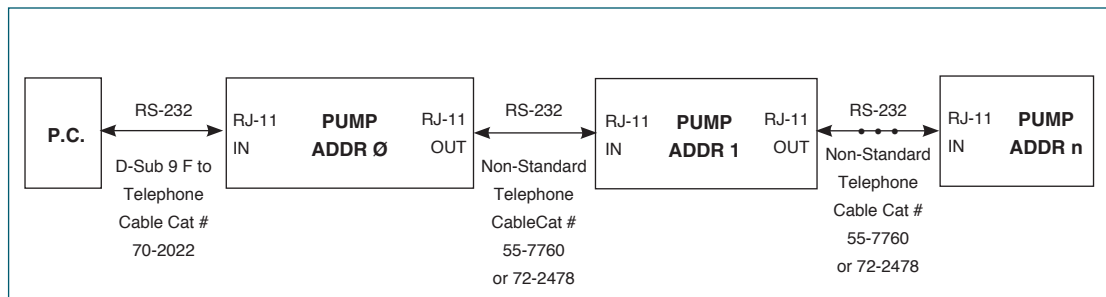 P.C.
RS-232
D-Sub 9 F to
Telephone
Cable Cat #
70-2022
RJ-11
IN
PUMP
ADDR Ø
RJ-11
OUT
RS-232
Non-Standard
Telephone
CableCat #
55-7760
or 72-2478
RJ-11
IN
PUMP
ADDR 1
RJ-11
OUT
RS-232
Non-Standard
Telephone
Cable Cat #
55-7760
or 72-2478
RJ-11
IN
PUMP
ADDR n